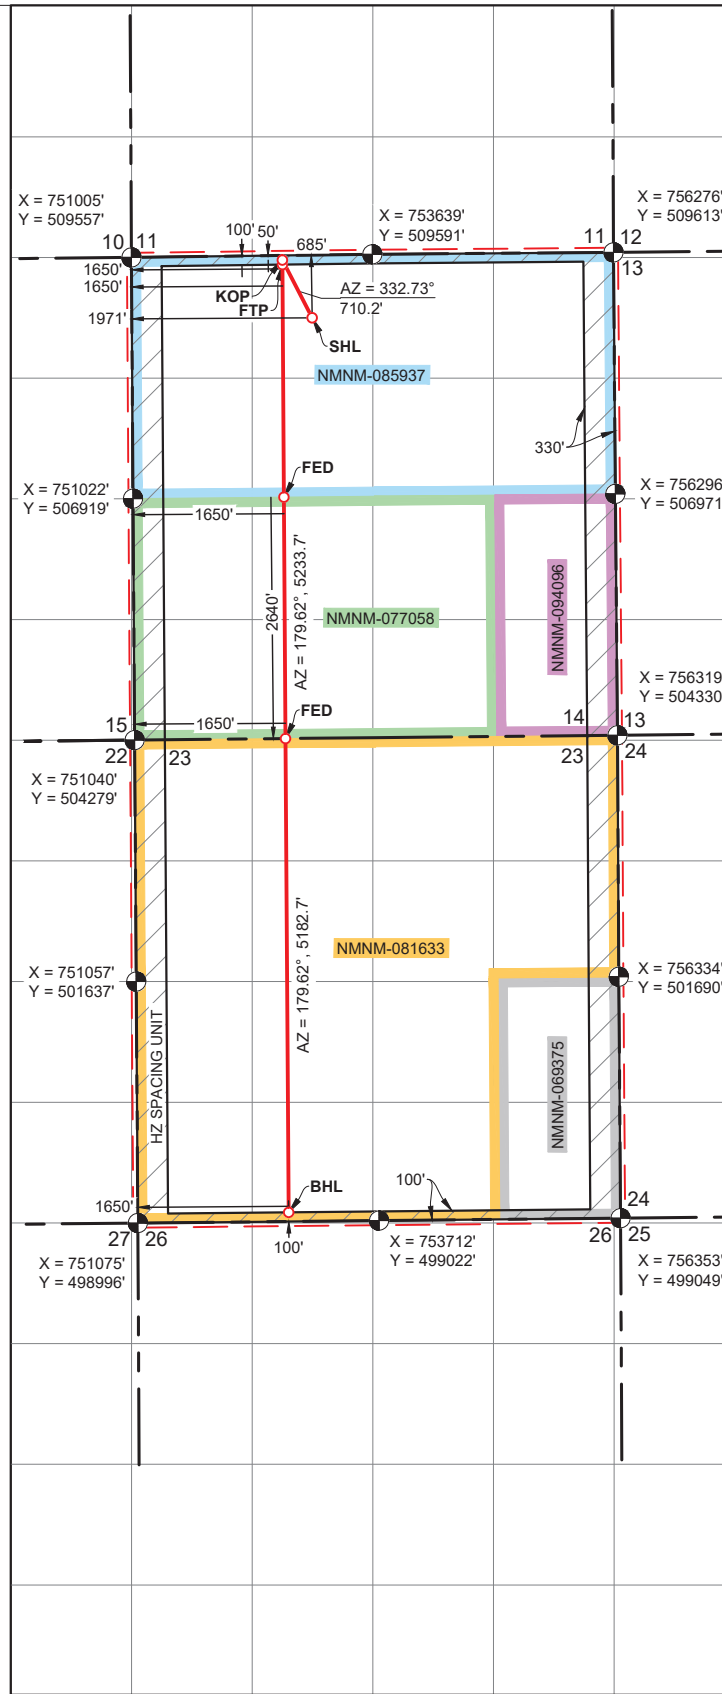 X = 751005'
Y = 509557'
X = 756276'
Y = 509613'
X = 753639'
Y = 509591'
100'
50'
685'
10
11
11
12
13
1650'
1650'
KOP
FTP
AZ = 332.73°
710.2'
1971'
SHL
NMNM-085937
330'
FED
X = 751022'
Y = 506919'
X = 756296
Y = 506971
1650'
2640'
AZ = 179.62°, 5233.7'
NMNM-077058
NMNM-094096
X = 756319
Y = 504330
FED
1650'
15
14
13
22
23
23
24
X = 751040'
Y = 504279'
NMNM-081633
AZ = 179.62°, 5182.7'
X = 751057'
Y = 501637'
X = 756334'
Y = 501690'
HZ SPACING UNIT
NMNM-069375
BHL
100'
1650'
100'
24
27
26
26
25
X = 753712'
Y = 499022'
X = 751075'
Y = 498996'
X = 756353'
Y = 499049'